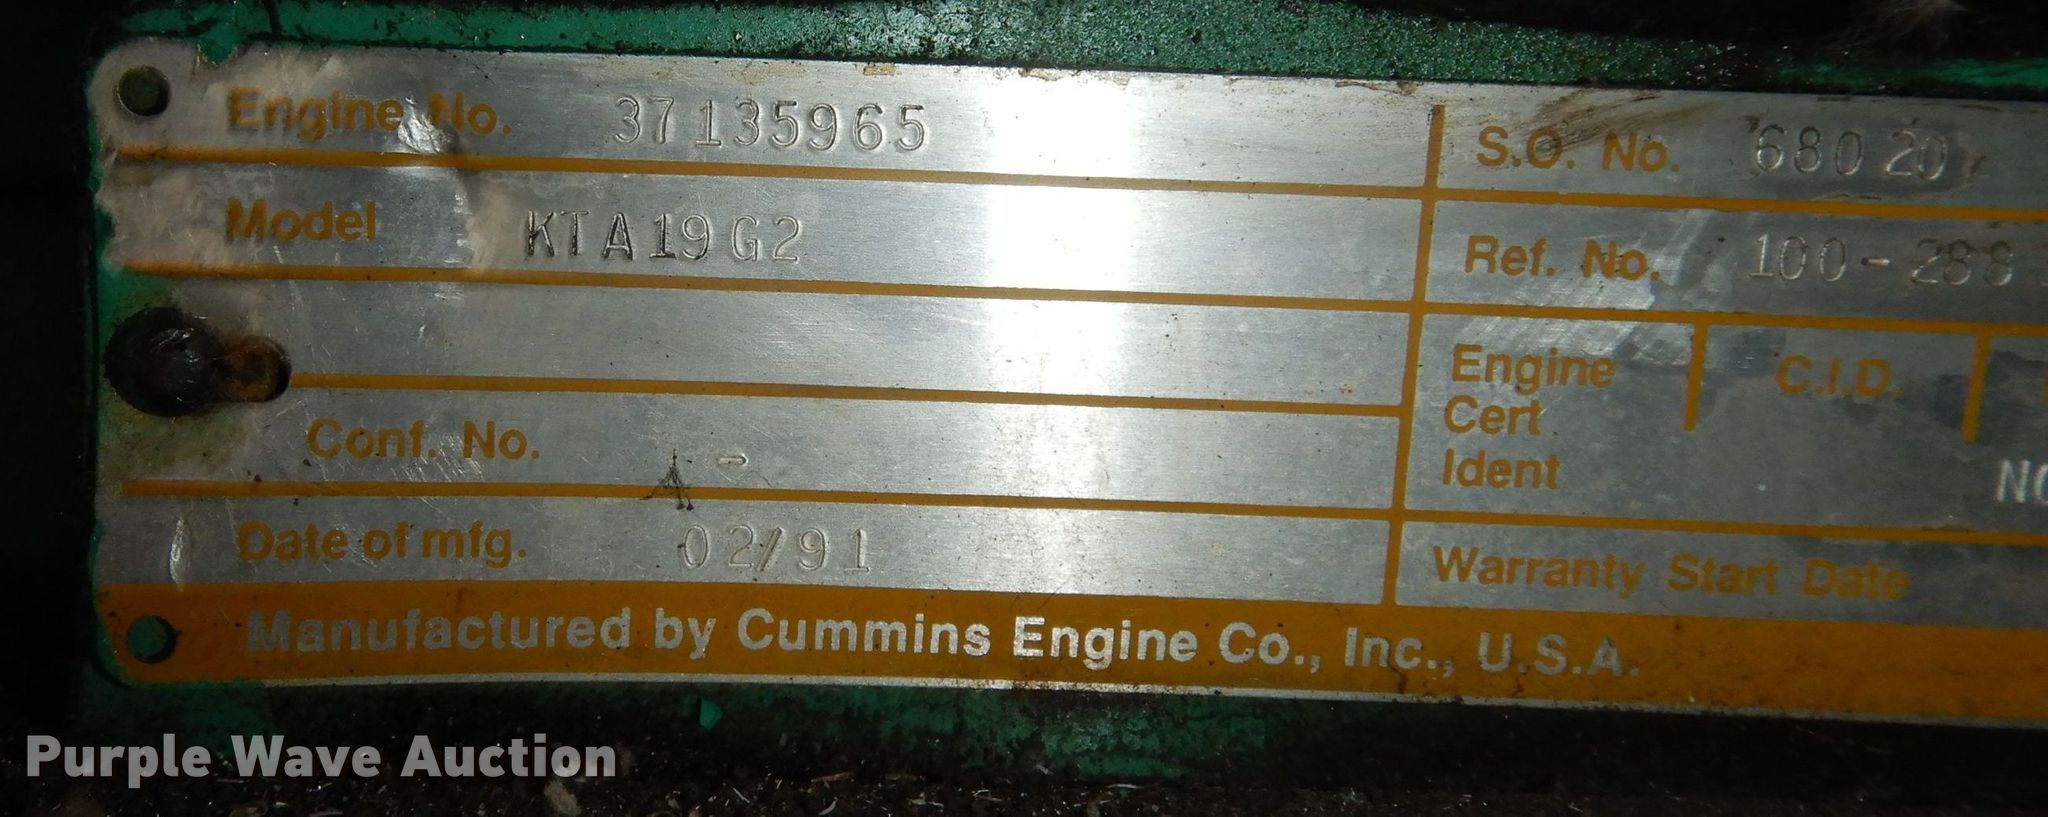 Engine No. 37135965
S.O. No. 68020
Model KTA19G2
Ref. No. 100-288
Engine Cert Ident
C.I.D.
Conf. No. -
Date of mfg. 02/91
Warranty Start Date
Manufactured by Cummins Engine Co., Inc., U.S.A.
Purple Wave Auction